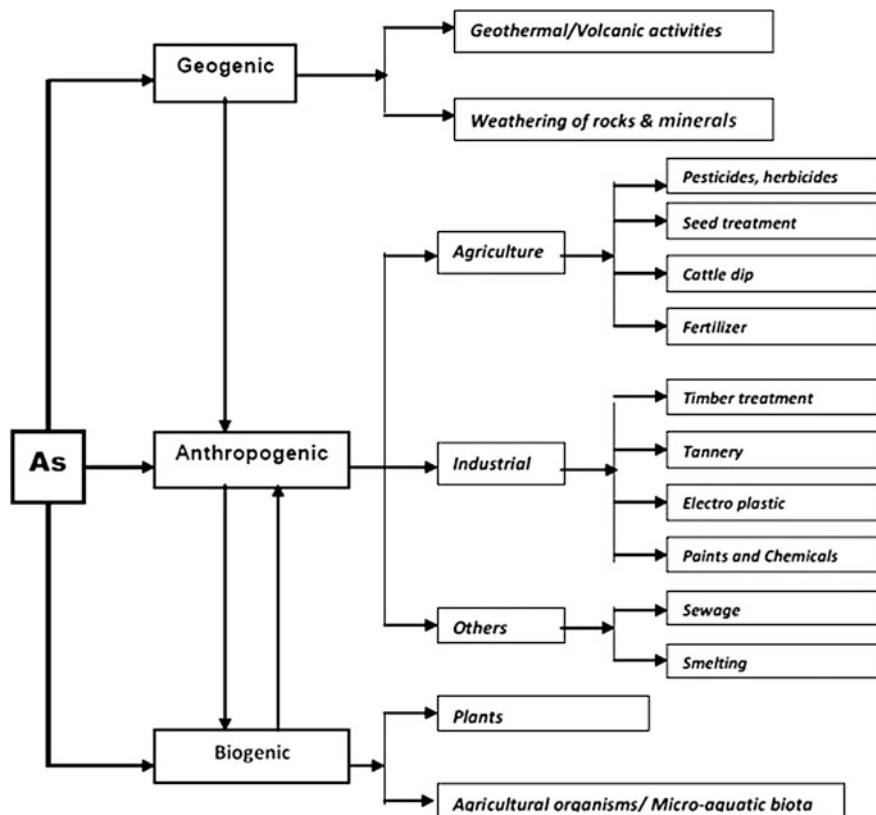 Geogenic
Geothermal/Volcanic activities
Weathering of rocks & minerals
As
Anthropogenic
Agriculture
Pesticides, herbicides
Seed treatment
Cattle dip
Fertilizer
Industrial
Timber treatment
Tannery
Electro plastic
Paints and Chemicals
Others
Sewage
Smelting
Biogenic
Plants
Agricultural organisms/ Micro-aquatic biota